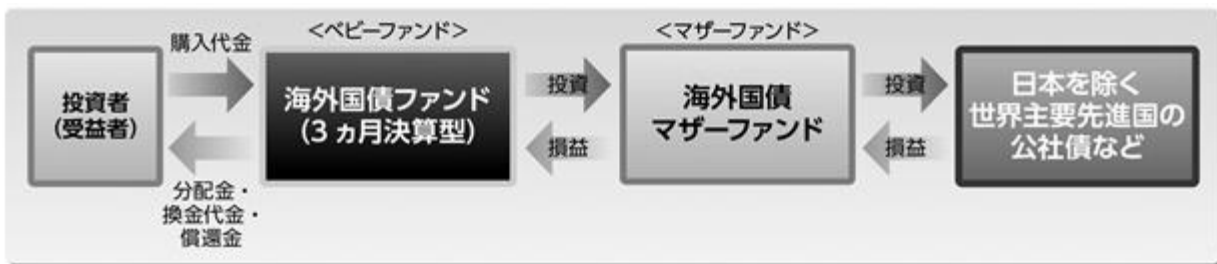 購入代金
投資者
(受益者)
分配金・
換金代金・
償還金
<ベビーファンド>
海外国債ファンド
(3ヵ月決算型)
投資
損益
<マザーファンド>
海外国債
マザーファンド
投資
損益
日本を除く
世界主要先進国の
公社債など